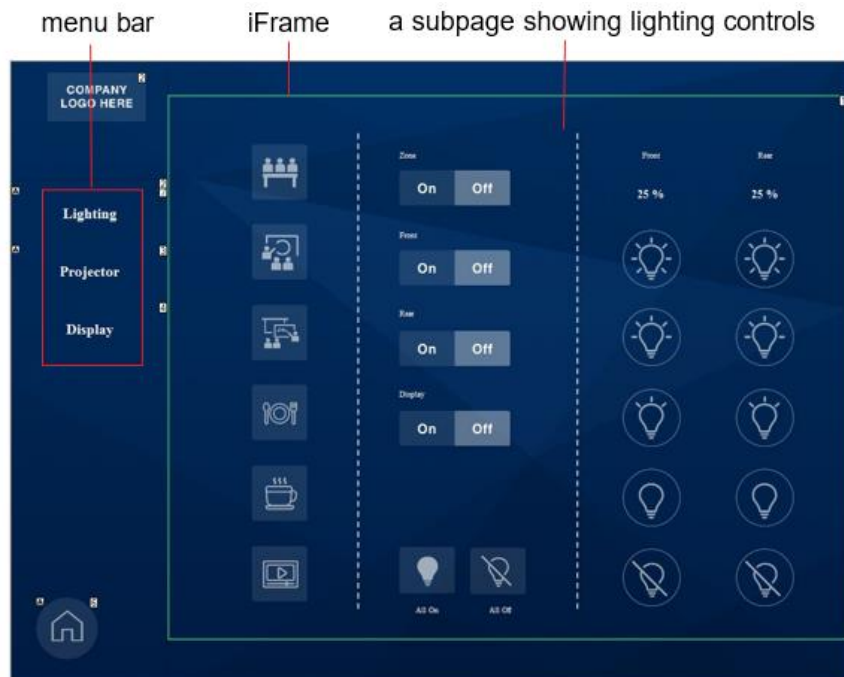 menu bar
iFrame
a subpage showing lighting controls
COMPANY
LOGO HERE
Lighting
Projector
Display
Zone
On Off
Front
On Off
Rear
On Off
Display
On Off
All On
All Off
Front
Rear
25 %
25 %